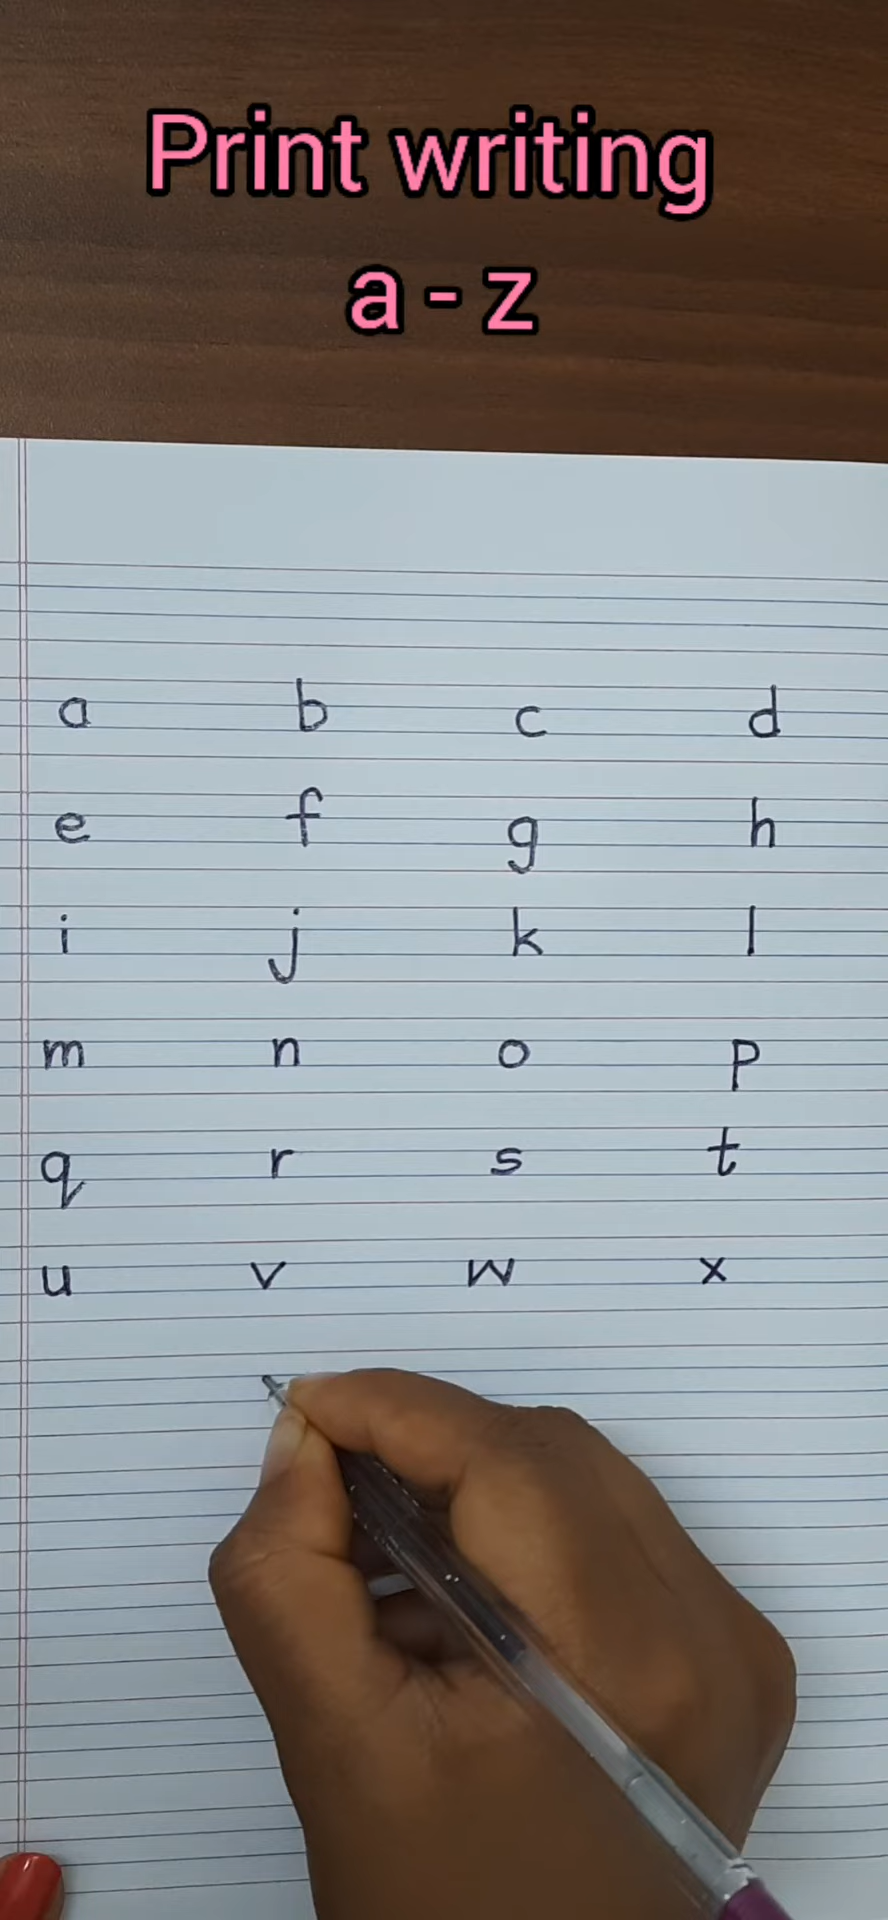 Print writing
a - z
a b c d
e f g h
i j k l
m n o p
q r s t
u v w x